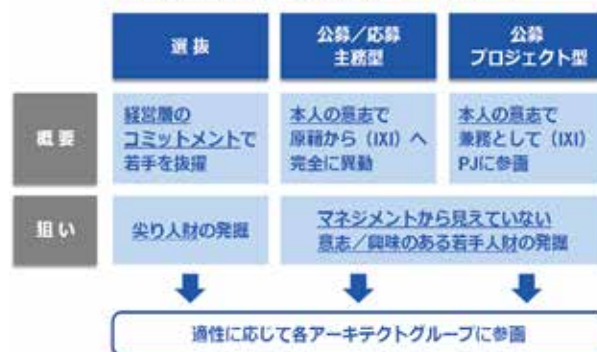 選抜
公募／応募
主務型
公募
プロジェクト型
概要
経営層の
コミットメントで
若手を抜擢
本人の意志で
原籍から（IXI）へ
完全に異動
本人の意志で
兼務として（IXI）
PJに参画
狙い
尖り人財の発掘
マネジメントから見えていない
意志／興味のある若手人財の発掘
適性に応じて各アーキテクトグループに参画